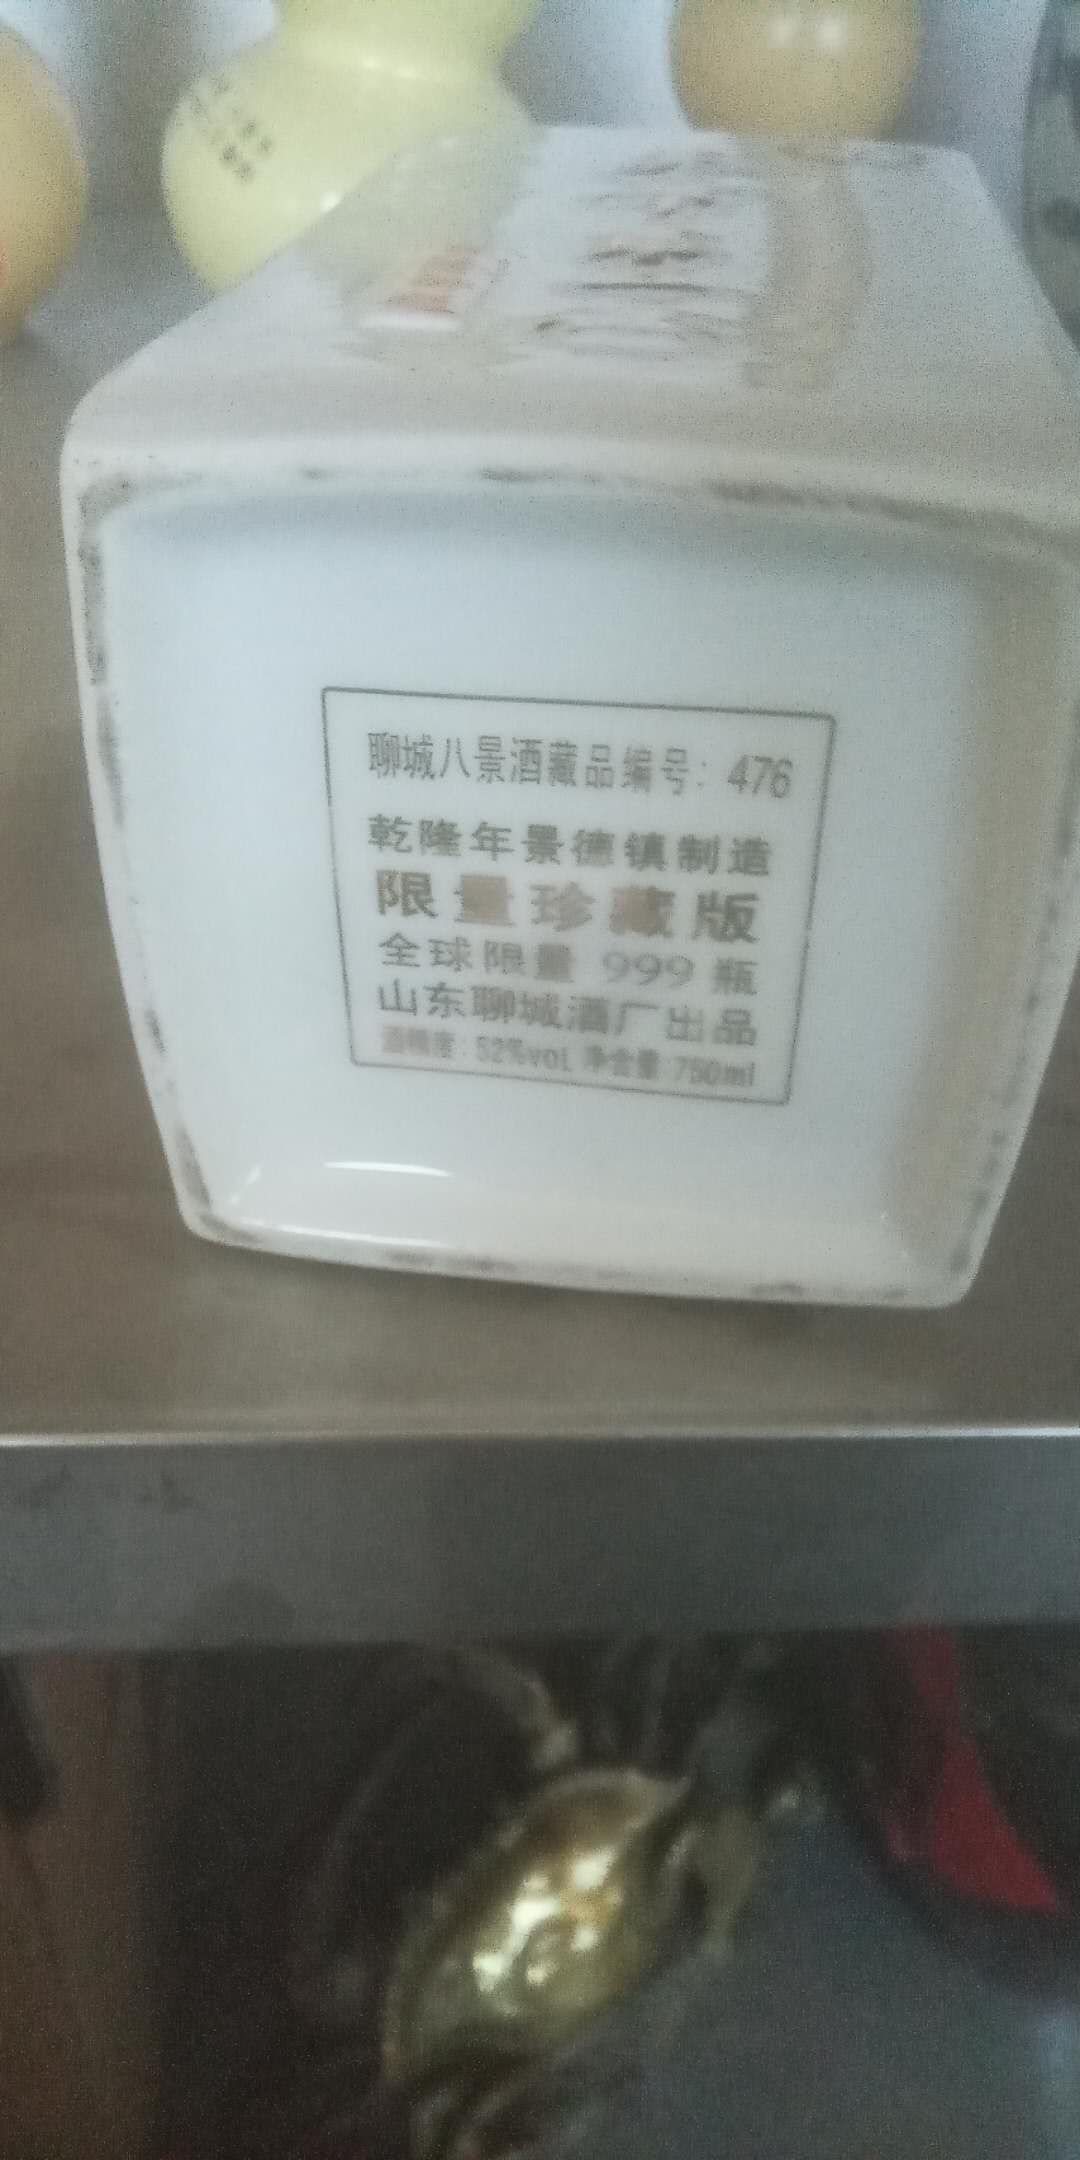 聊城八景酒藏品编号：476
乾隆年景德镇制造
限量珍藏版
全球限量 999 瓶
山东聊城酒厂出品
酒精度：52%vol 净含量：750ml